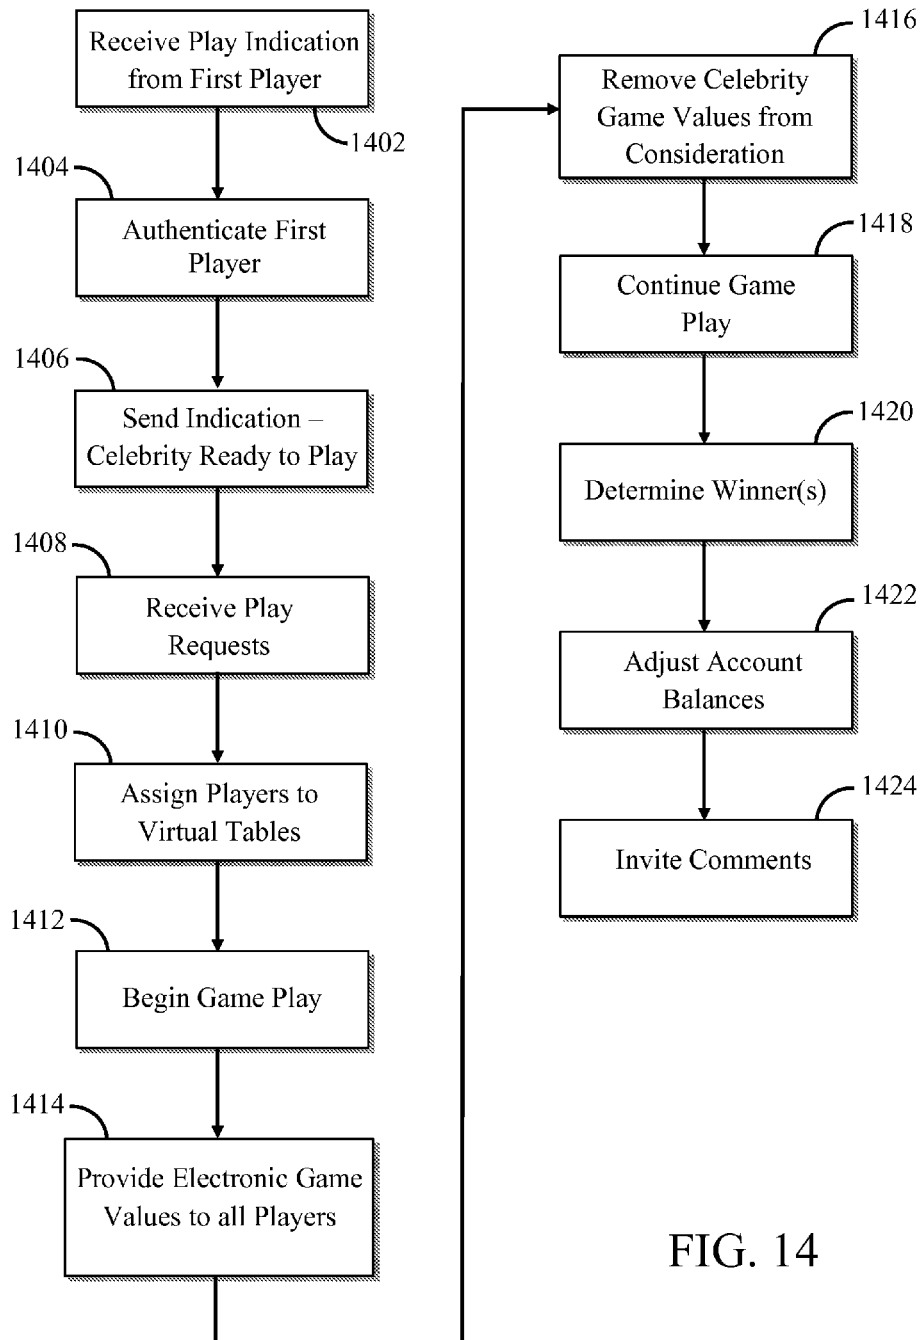 Receive Play Indication
from First Player
1402
1404
Authenticate First
Player
1406
Send Indication –
Celebrity Ready to Play
1408
Receive Play
Requests
1410
Assign Players to
Virtual Tables
1412
Begin Game Play
1414
Provide Electronic Game
Values to all Players
1416
Remove Celebrity
Game Values from
Consideration
1418
Continue Game
Play
1420
Determine Winner(s)
1422
Adjust Account
Balances
1424
Invite Comments
FIG. 14